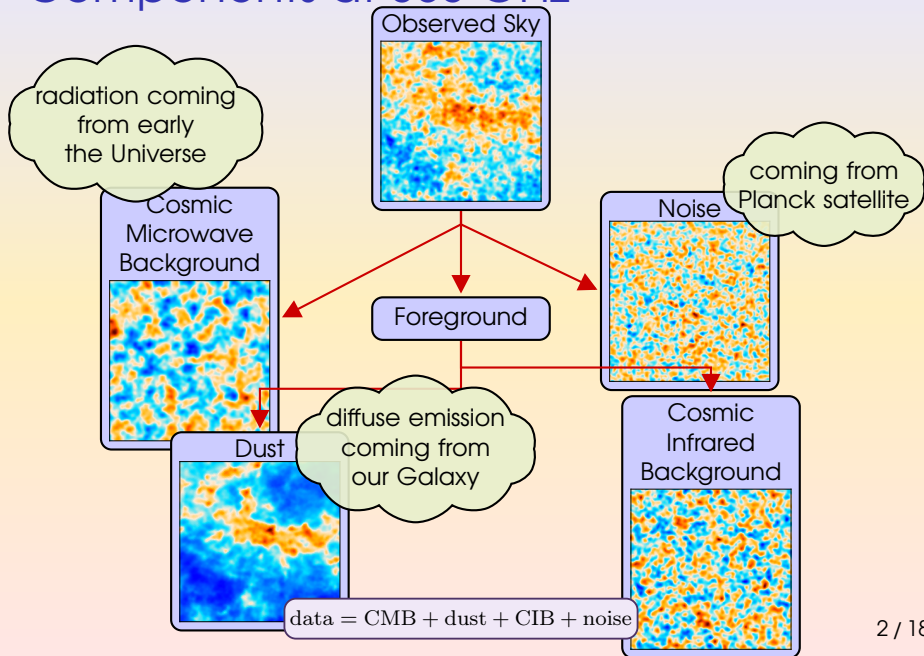 Observed Sky
radiation coming
from early
the Universe
coming from
Planck satellite
Cosmic
Microwave
Background
Noise
Foreground
diffuse emission
coming from
our Galaxy
Dust
Cosmic
Infrared
Background
data = CMB + dust + CIB + noise
2 / 18